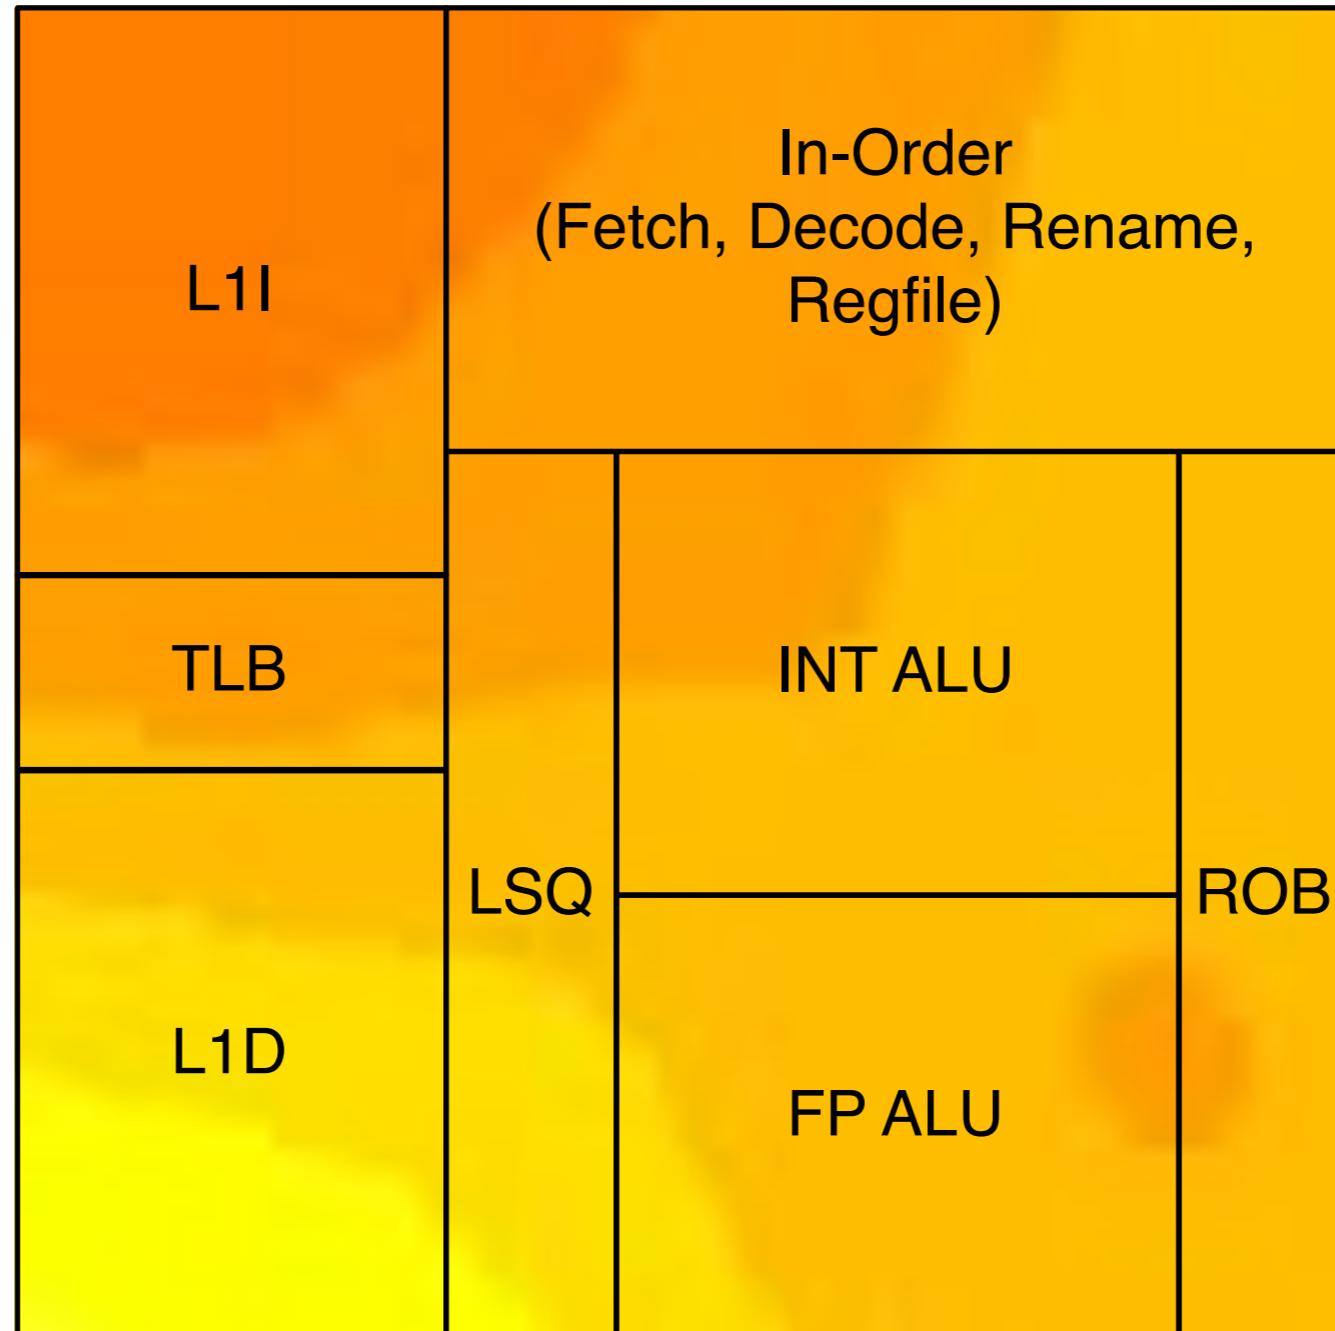 In-Order
(Fetch, Decode, Rename,
Regfile)
L1I
TLB
INT ALU
LSQ
ROB
L1D
FP ALU